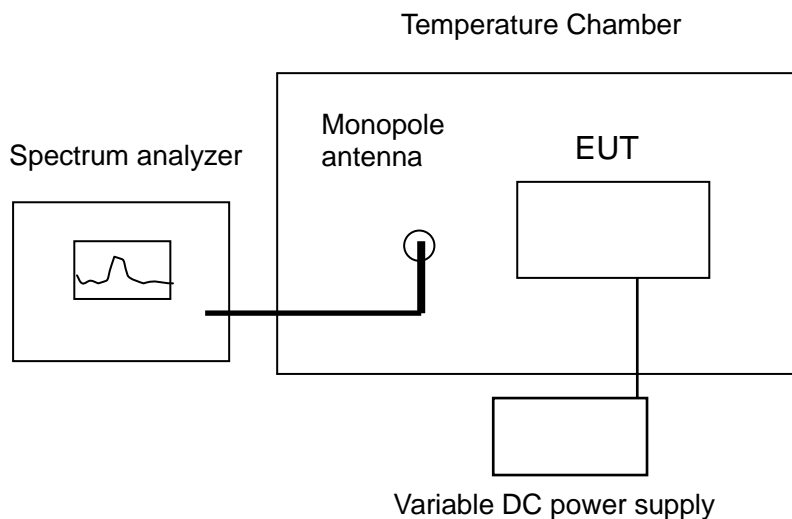 Temperature Chamber
Monopole
antenna
EUT
Spectrum analyzer
Variable DC power supply